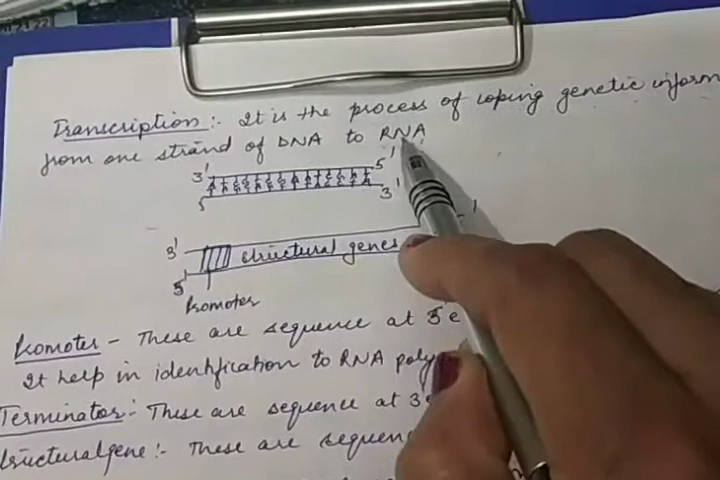 Transcription :- It is the process of coping genetic inform
from one strand of DNA to RNA
3' 5'
5 3'
3' structural genes
5'
Promoter
Promoter - These are sequence at 5' e
It help in identification to RNA poly
Terminator :- These are sequence at 3'
structuralgene :- These are sequen